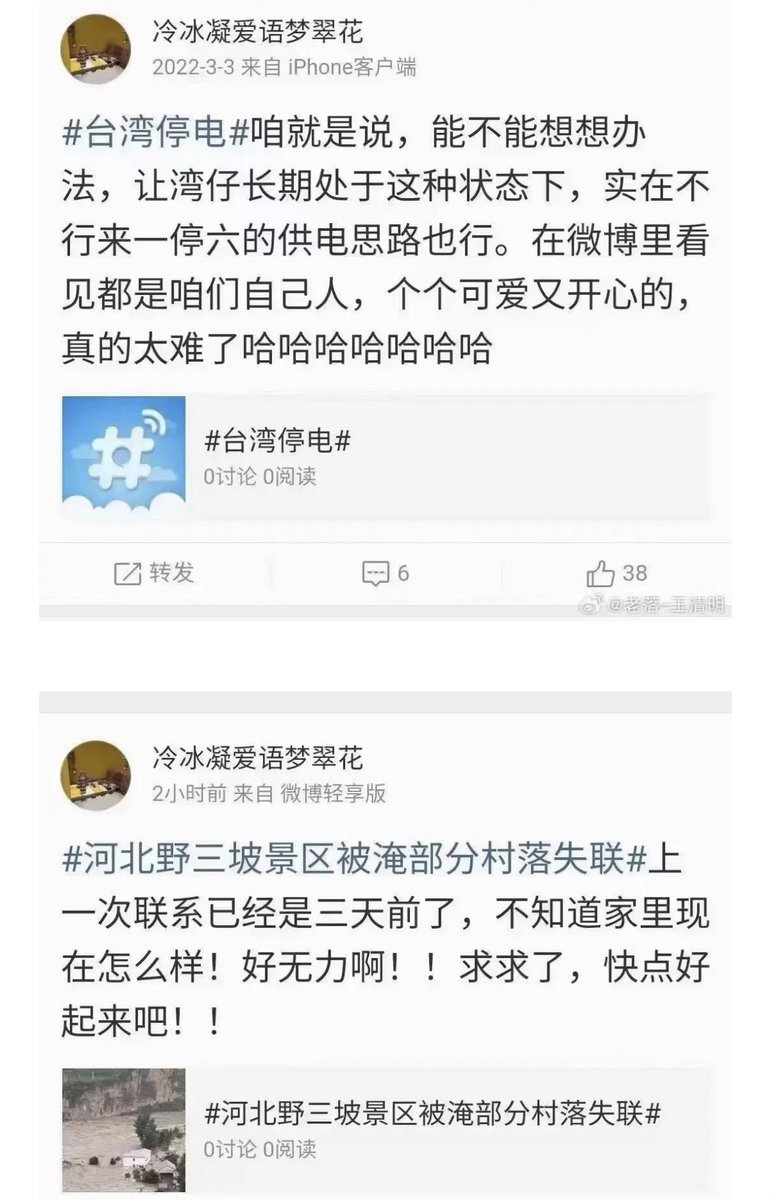 冷冰凝爱语梦翠花
2022-3-3 来自 iPhone客户端
#台湾停电#咱就是说，能不能想想办
法，让湾仔长期处于这种状态下，实在不
行来一停六的供电思路也行。在微博里看
见都是咱们自己人，个个可爱又开心的，
真的太难了哈哈哈哈哈哈哈
#台湾停电#
0讨论 0阅读
转发
6
38
@老落-王清明
冷冰凝爱语梦翠花
2小时前 来自 微博轻享版
#河北野三坡景区被淹部分村落失联#上
一次联系已经是三天前了，不知道家里现
在怎么样！好无力啊！！求求了，快点好
起来吧！！
#河北野三坡景区被淹部分村落失联#
0讨论 0阅读